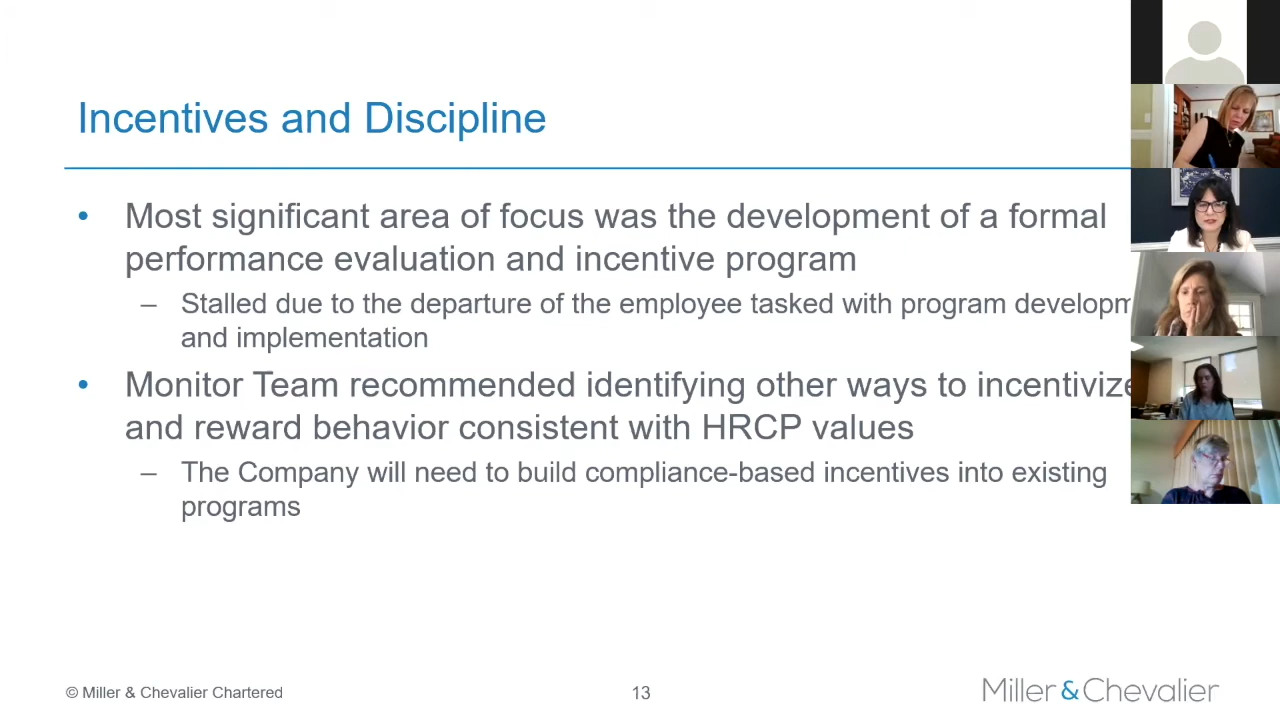 Incentives and Discipline
• Most significant area of focus was the development of a formal
performance evaluation and incentive program
– Stalled due to the departure of the employee tasked with program developm
and implementation
• Monitor Team recommended identifying other ways to incentivize
and reward behavior consistent with HRCP values
– The Company will need to build compliance-based incentives into existing
programs
© Miller & Chevalier Chartered
13
Miller&Chevalier